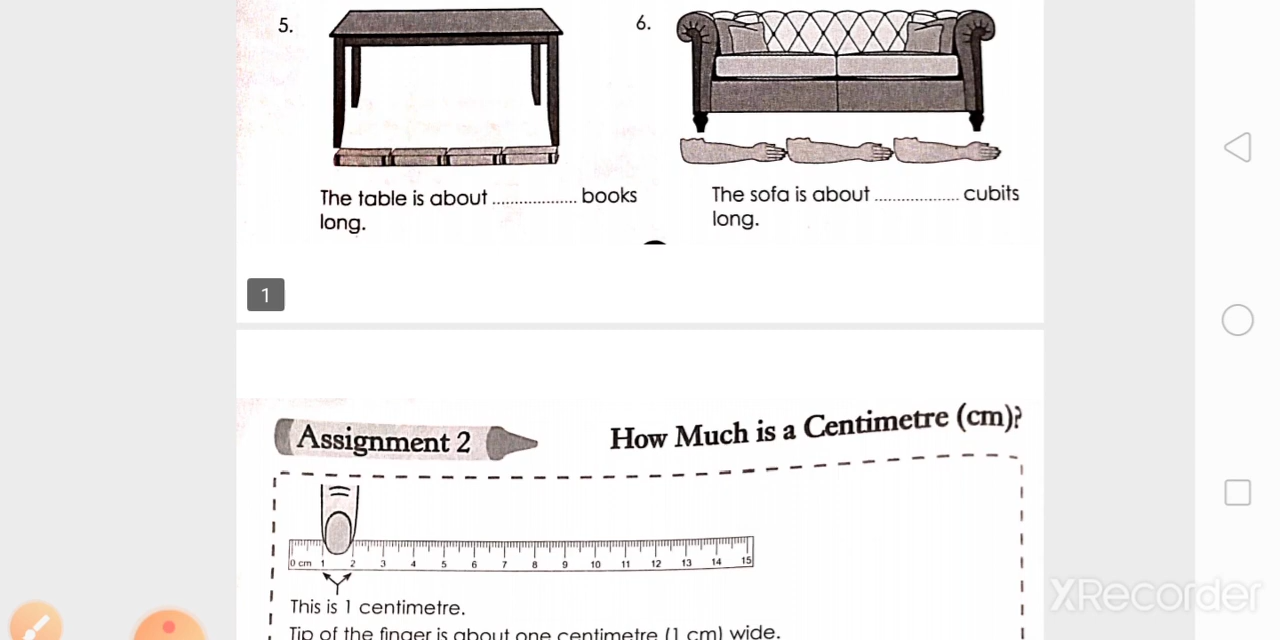 5.
6.
The table is about .................. books
long.
The sofa is about .................. cubits
long.
1
Assignment 2
How Much is a Centimetre (cm)?
0 cm 1 2 3 4 5 6 7 8 9 10 11 12 13 14 15
This is 1 centimetre.
Tip of the finger is about one centimetre (1 cm) wide.
XRecorder